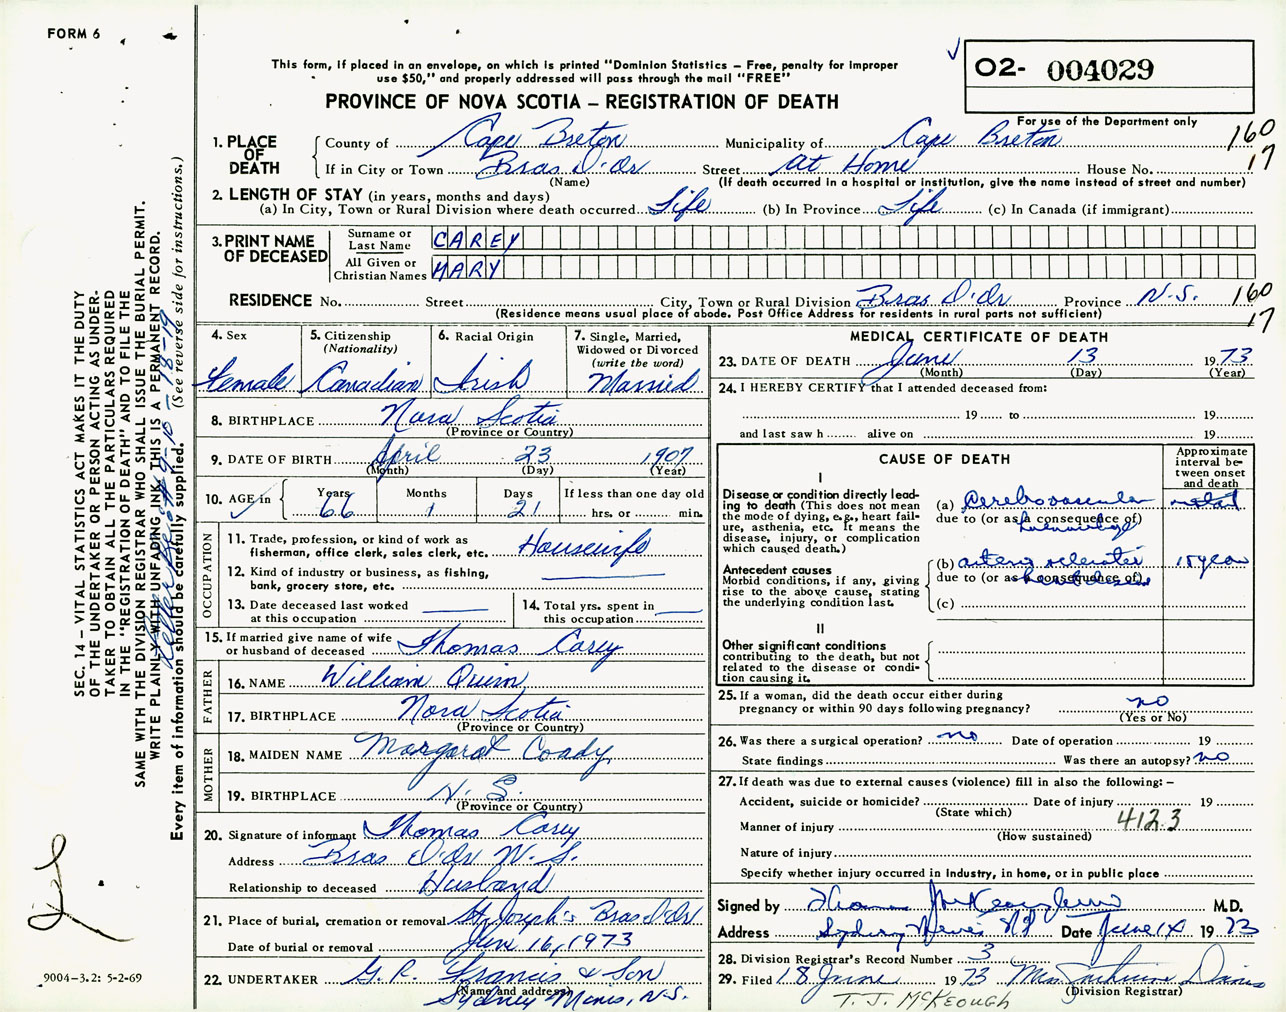 FORM 6
This form, if placed in an envelope, on which is printed "Dominion Statistics – Free, penalty for improper
use $50," and properly addressed will pass through the mail "FREE"
PROVINCE OF NOVA SCOTIA – REGISTRATION OF DEATH
02- 004029
For use of the Department only
160
17
1. PLACE OF DEATH
County of Cape Breton Municipality of Cape Breton
If in City or Town Bras D'Or Street At Home House No.
(Name) (If death occurred in a hospital or institution, give the name instead of street and number)
2. LENGTH OF STAY (in years, months and days)
(a) In City, Town or Rural Division where death occurred Life (b) In Province Life (c) In Canada (if immigrant)
3. PRINT NAME OF DECEASED
Surname or Last Name CAREY
All Given or Christian Names MARY
RESIDENCE No. Street City, Town or Rural Division Bras D'Or Province N.S. 160
(Residence means usual place of abode. Post Office Address for residents in rural parts not sufficient) 17
4. Sex Female
5. Citizenship (Nationality) Canadian
6. Racial Origin Irish
7. Single, Married, Widowed or Divorced (write the word) Married
8. BIRTHPLACE Nova Scotia
(Province or Country)
9. DATE OF BIRTH April 23 1907
(Month) (Day) (Year)
10. AGE in Years 66 Months 1 Days 21 If less than one day old hrs. or min.
OCCUPATION
11. Trade, profession, or kind of work as
fisherman, office clerk, sales clerk, etc. Housewife
12. Kind of industry or business, as fishing,
bank, grocery store, etc.
13. Date deceased last worked
at this occupation
14. Total yrs. spent in
this occupation
15. If married give name of wife
or husband of deceased Thomas Carey
FATHER
16. NAME William Quinn
17. BIRTHPLACE Nova Scotia
(Province or Country)
MOTHER
18. MAIDEN NAME Margaret Coady
19. BIRTHPLACE N. S.
(Province or Country)
20. Signature of informant Thomas Carey
Address Bras D'Or N. S.
Relationship to deceased Husband
21. Place of burial, cremation or removal St. Joseph's Bras D'Or
Date of burial or removal June 16, 1973
22. UNDERTAKER G. R. Francis & Son
(Name and address) Sydney Mines, N.S.
MEDICAL CERTIFICATE OF DEATH
23. DATE OF DEATH June 13 1973
(Month) (Day) (Year)
24. I HEREBY CERTIFY that I attended deceased from:
19 to 19
and last saw h alive on 19
CAUSE OF DEATH
Approximate interval between onset and death
I
Disease or condition directly leading
to death (This does not mean
the mode of dying, e.g., heart failure,
asthenia, etc. It means the
disease, injury, or complication
which caused death.)
(a) Cerebrovascular
due to (or as a consequence of)
Antecedent causes
Morbid conditions, if any, giving
rise to the above cause, stating
the underlying condition last.
(b) arteriosclerotic 15 years
heart disease
due to (or as a consequence of)
(c)
II
Other significant conditions
contributing to the death, but not
related to the disease or condition
causing it.
25. If a woman, did the death occur either during
pregnancy or within 90 days following pregnancy? no
(Yes or No)
26. Was there a surgical operation? no Date of operation 19
State findings Was there an autopsy? no
27. If death was due to external causes (violence) fill in also the following: –
Accident, suicide or homicide? Date of injury 19
(State which)
Manner of injury 412.3
(How sustained)
Nature of injury
Specify whether injury occurred in industry, in home, or in public place
Signed by M.D.
Address Sydney Mines NS Date June 14 1973
28. Division Registrar's Record Number 3
29. Filed 18 June 1973
(Division Registrar)
T. J. McKEOUGH
SEC. 14 – VITAL STATISTICS ACT MAKES IT THE DUTY
OF THE UNDERTAKER OR PERSON ACTING AS UNDERTAKER
TO OBTAIN ALL THE PARTICULARS REQUIRED
IN THE "REGISTRATION OF DEATH" AND TO FILE THE
SAME WITH THE DIVISION REGISTRAR WHO SHALL ISSUE THE BURIAL PERMIT.
WRITE PLAINLY WITH UNFADING INK. THIS IS A PERMANENT RECORD.
Every item of information should be carefully supplied. (See reverse side for instructions.)
9004-3.2: 5-2-69